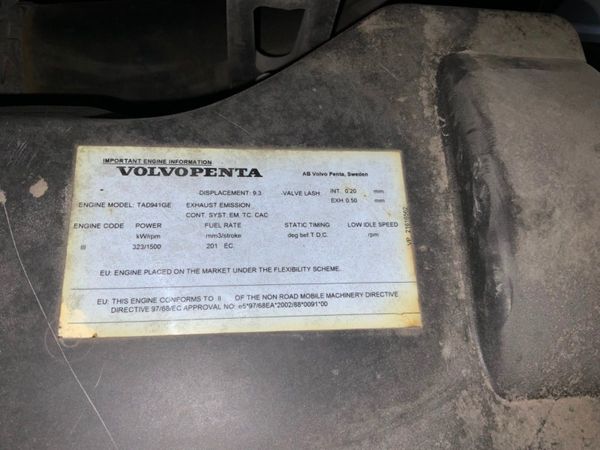 IMPORTANT ENGINE INFORMATION
VOLVO PENTA AB Volvo Penta, Sweden
DISPLACEMENT: 9.3 VALVE LASH: INT. 0.20 mm
ENGINE MODEL: TAD941GE EXHAUST EMISSION EXH 0.50 mm
CONT. SYST: EM, TC, CAC
ENGINE CODE POWER FUEL RATE STATIC TIMING LOW IDLE SPEED
kW/rpm mm3/stroke deg bef T.D.C. rpm
III 323/1500 201 EC.
EU: ENGINE PLACED ON THE MARKET UNDER THE FLEXIBILITY SCHEME.
EU: THIS ENGINE CONFORMS TO II OF THE NON ROAD MOBILE MACHINERY DIRECTIVE
DIRECTIVE 97/68/EC APPROVAL NO: e5*97/68EA*2002/88*0091*00
VP